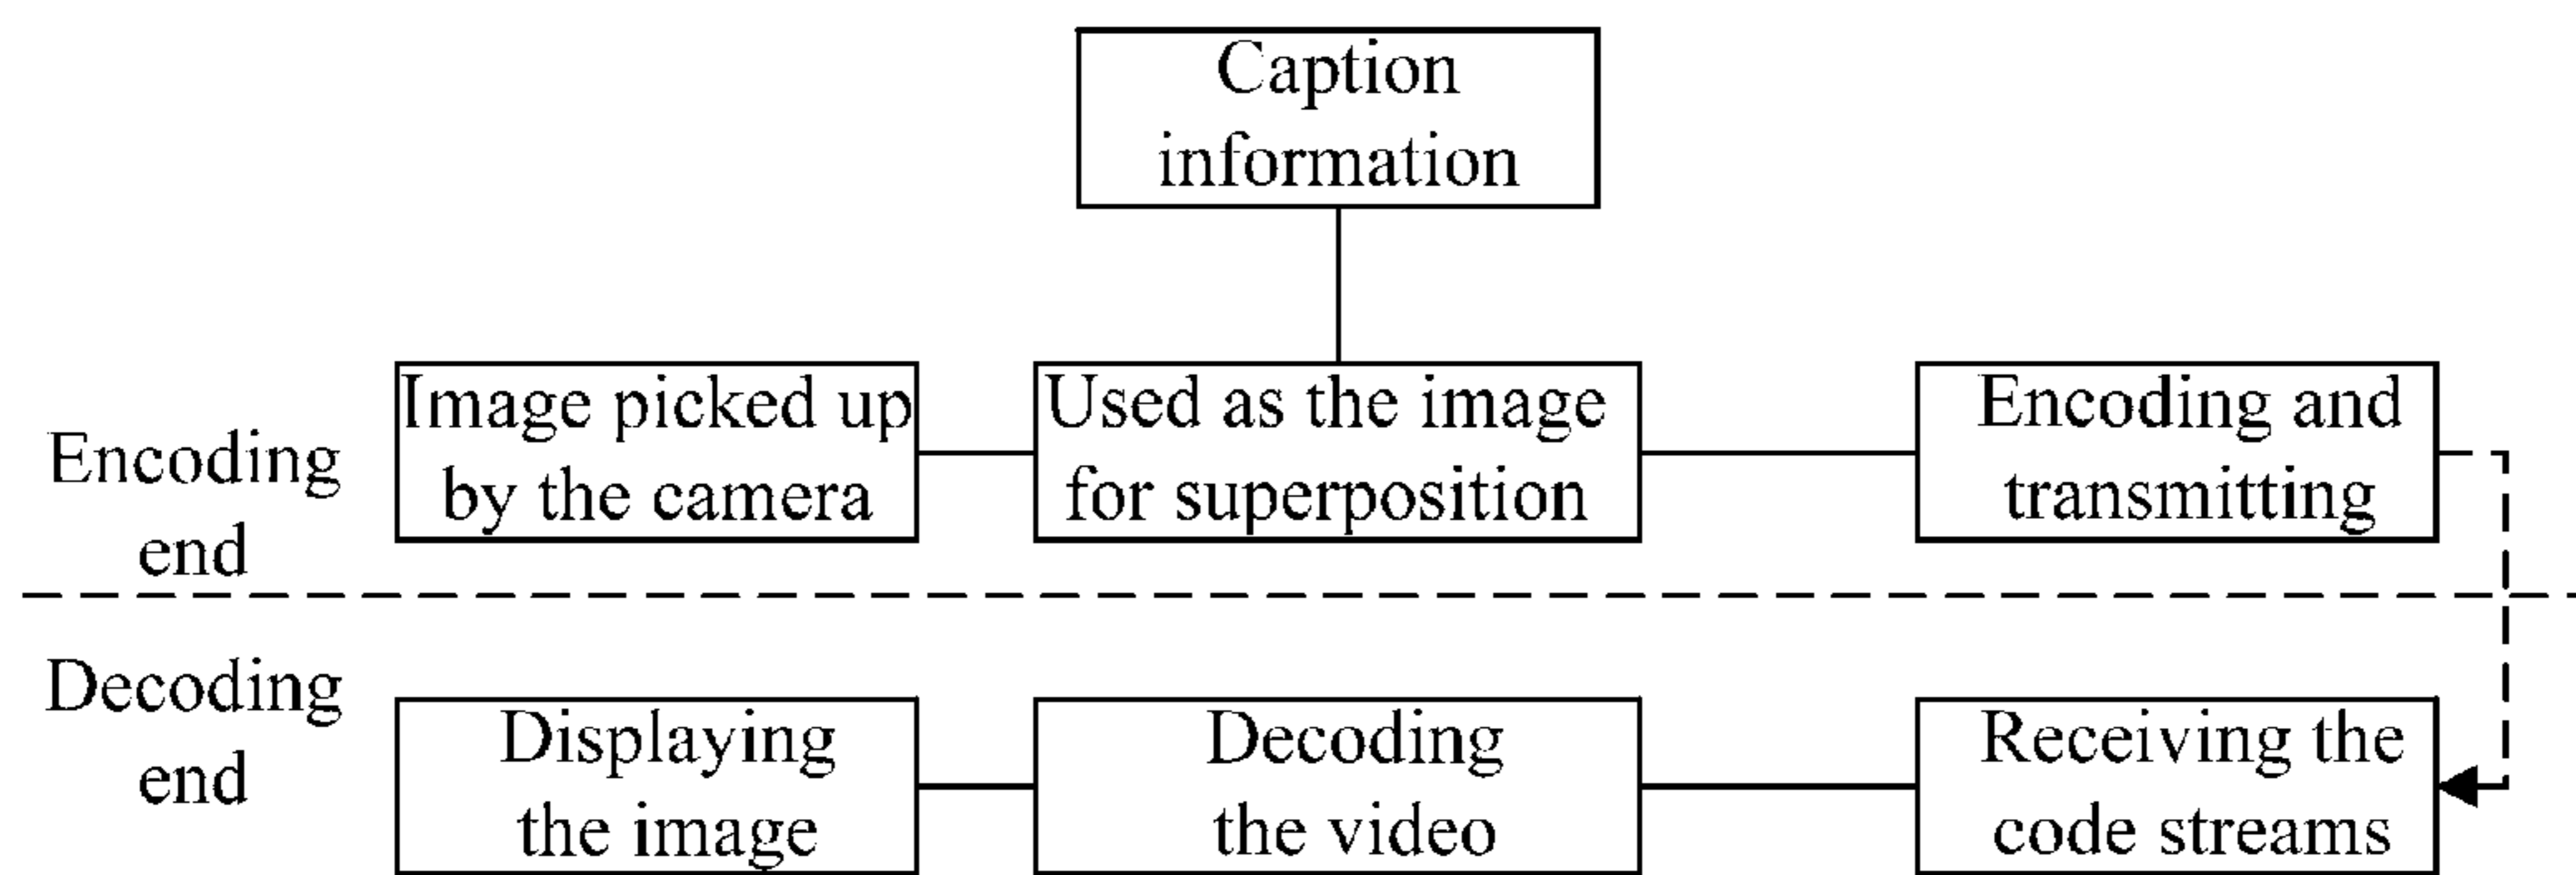 Caption
information
Encoding
end
Image picked up
by the camera
Used as the image
for superposition
Encoding and
transmitting
Decoding
end
Displaying
the image
Decoding
the video
Receiving the
code streams